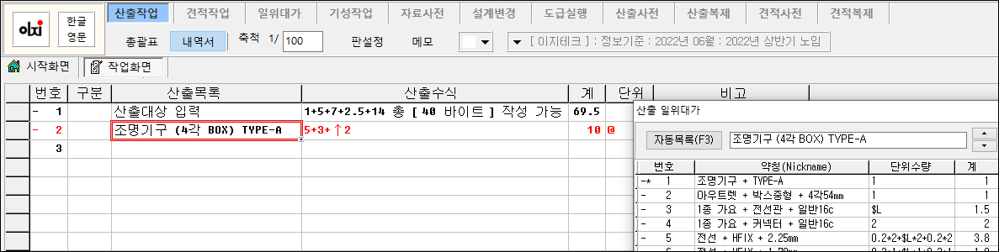 산출작업 견적작업 일위대가 기성작업 자료사전 설계변경 도급실행 산출사전 산출복제 견적사전 견적복제
이지 한글 영문
총괄표 내역서 축척 1/ 100 판설정 메모 [ 이지테크 ] : 정보기준 : 2022년 06월 : 2022년 상반기 노임
시작화면 작업화면
번호 구분 산출목록 산출수식 계 단위 비고
- 1 산출대상 입력 1+5+7+2.5+14 총 [ 40 바이트 ] 작성 가능 69.5
- 2 조명기구 (4각 BOX) TYPE-A 5+3+↑2 10 @
3
산출 일위대가
자동목록(F3) 조명기구 (4각 BOX) TYPE-A
번호 약칭(Nickname) 단위수량 계
-* 1 조명기구 + TYPE-A 1 1
- 2 아우트렛 + 박스중형 + 4각54mm 1 1
- 3 1종 가요 + 전선관 + 일반16c $L 1.5
- 4 1종 가요 + 커넥터 + 일반16c 2 2
- 5 전선 + HFIX + 2.25mm 0.2*2+$L*2+0.2*2 3.8